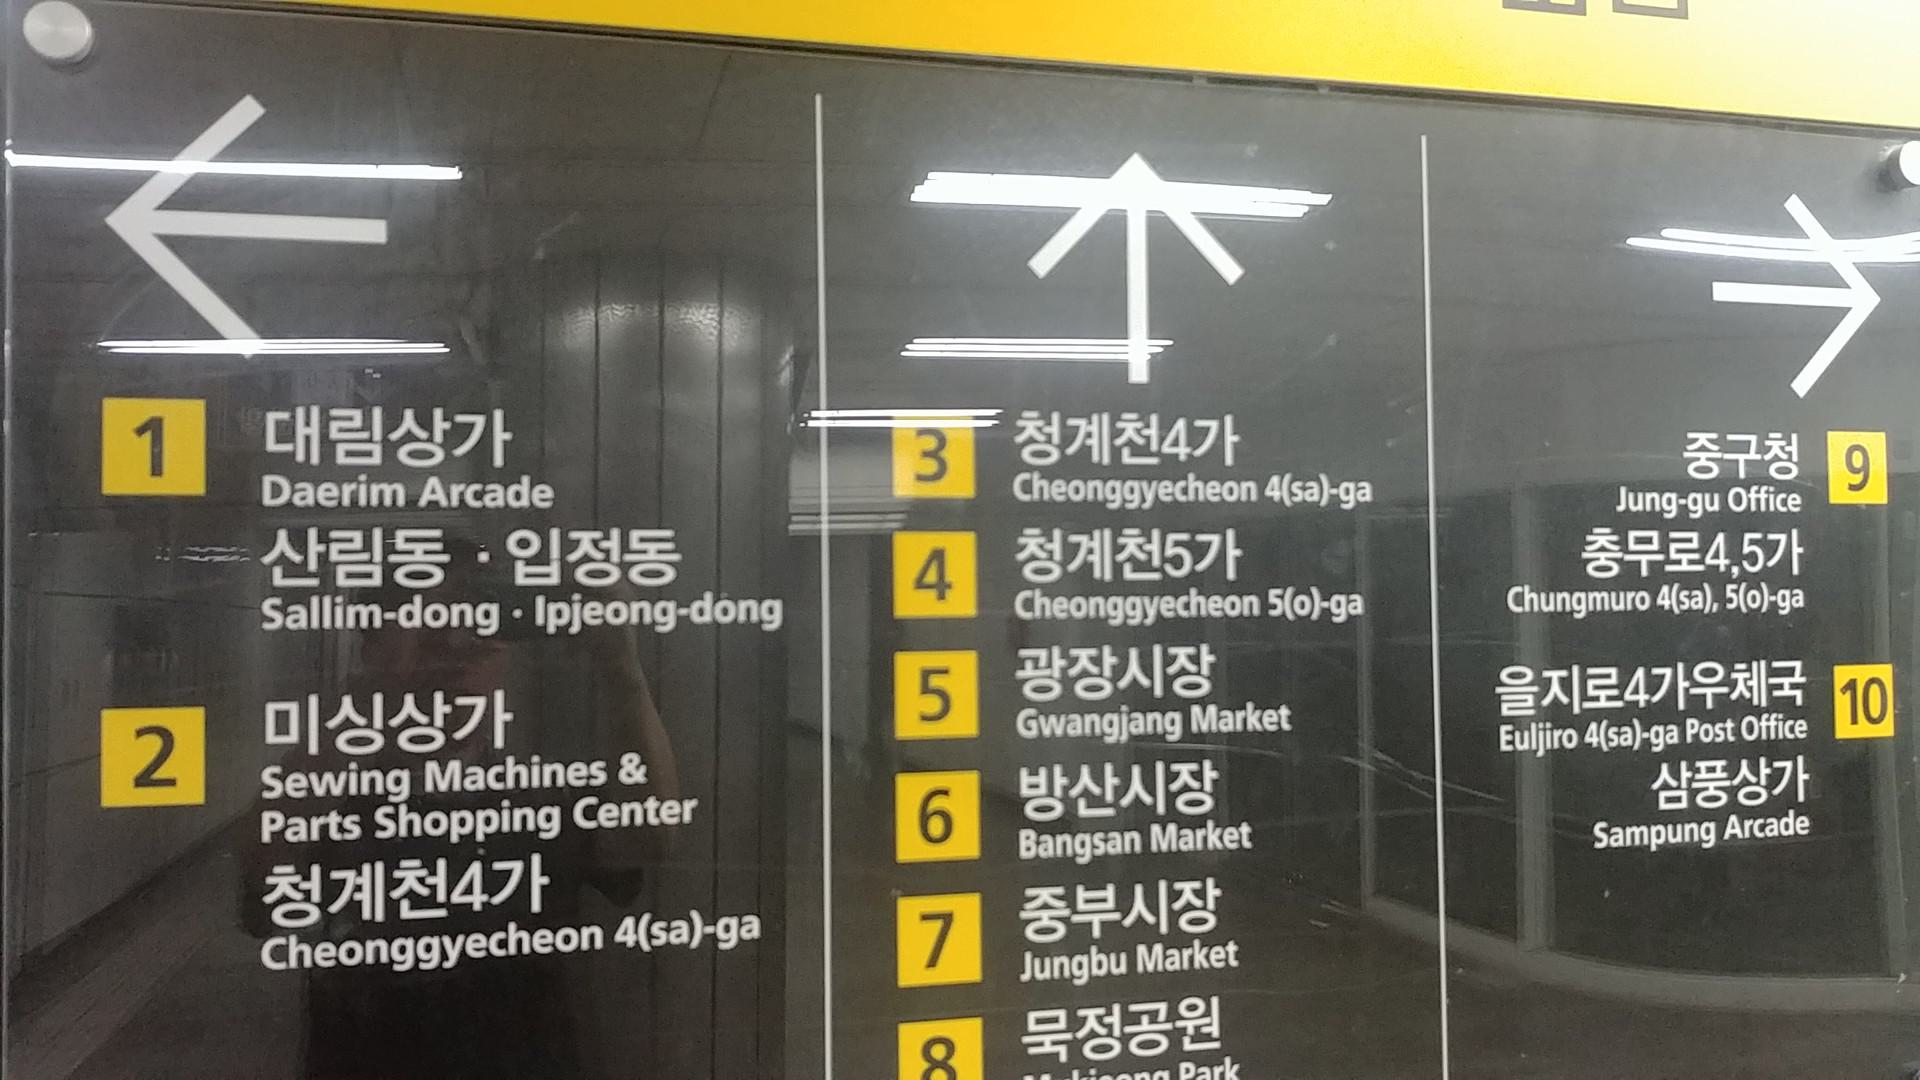 1
대림상가
Daerim Arcade
산림동 · 입정동
Sallim-dong · Ipjeong-dong
2
미싱상가
Sewing Machines &
Parts Shopping Center
청계천4가
Cheonggyecheon 4(sa)-ga
3
청계천4가
Cheonggyecheon 4(sa)-ga
4
청계천5가
Cheonggyecheon 5(o)-ga
5
광장시장
Gwangjang Market
6
방산시장
Bangsan Market
7
중부시장
Jungbu Market
8
묵정공원
Mukjeong Park
중구청
9
Jung-gu Office
충무로4,5가
Chungmuro 4(sa), 5(o)-ga
을지로4가우체국
10
Euljiro 4(sa)-ga Post Office
삼풍상가
Sampung Arcade